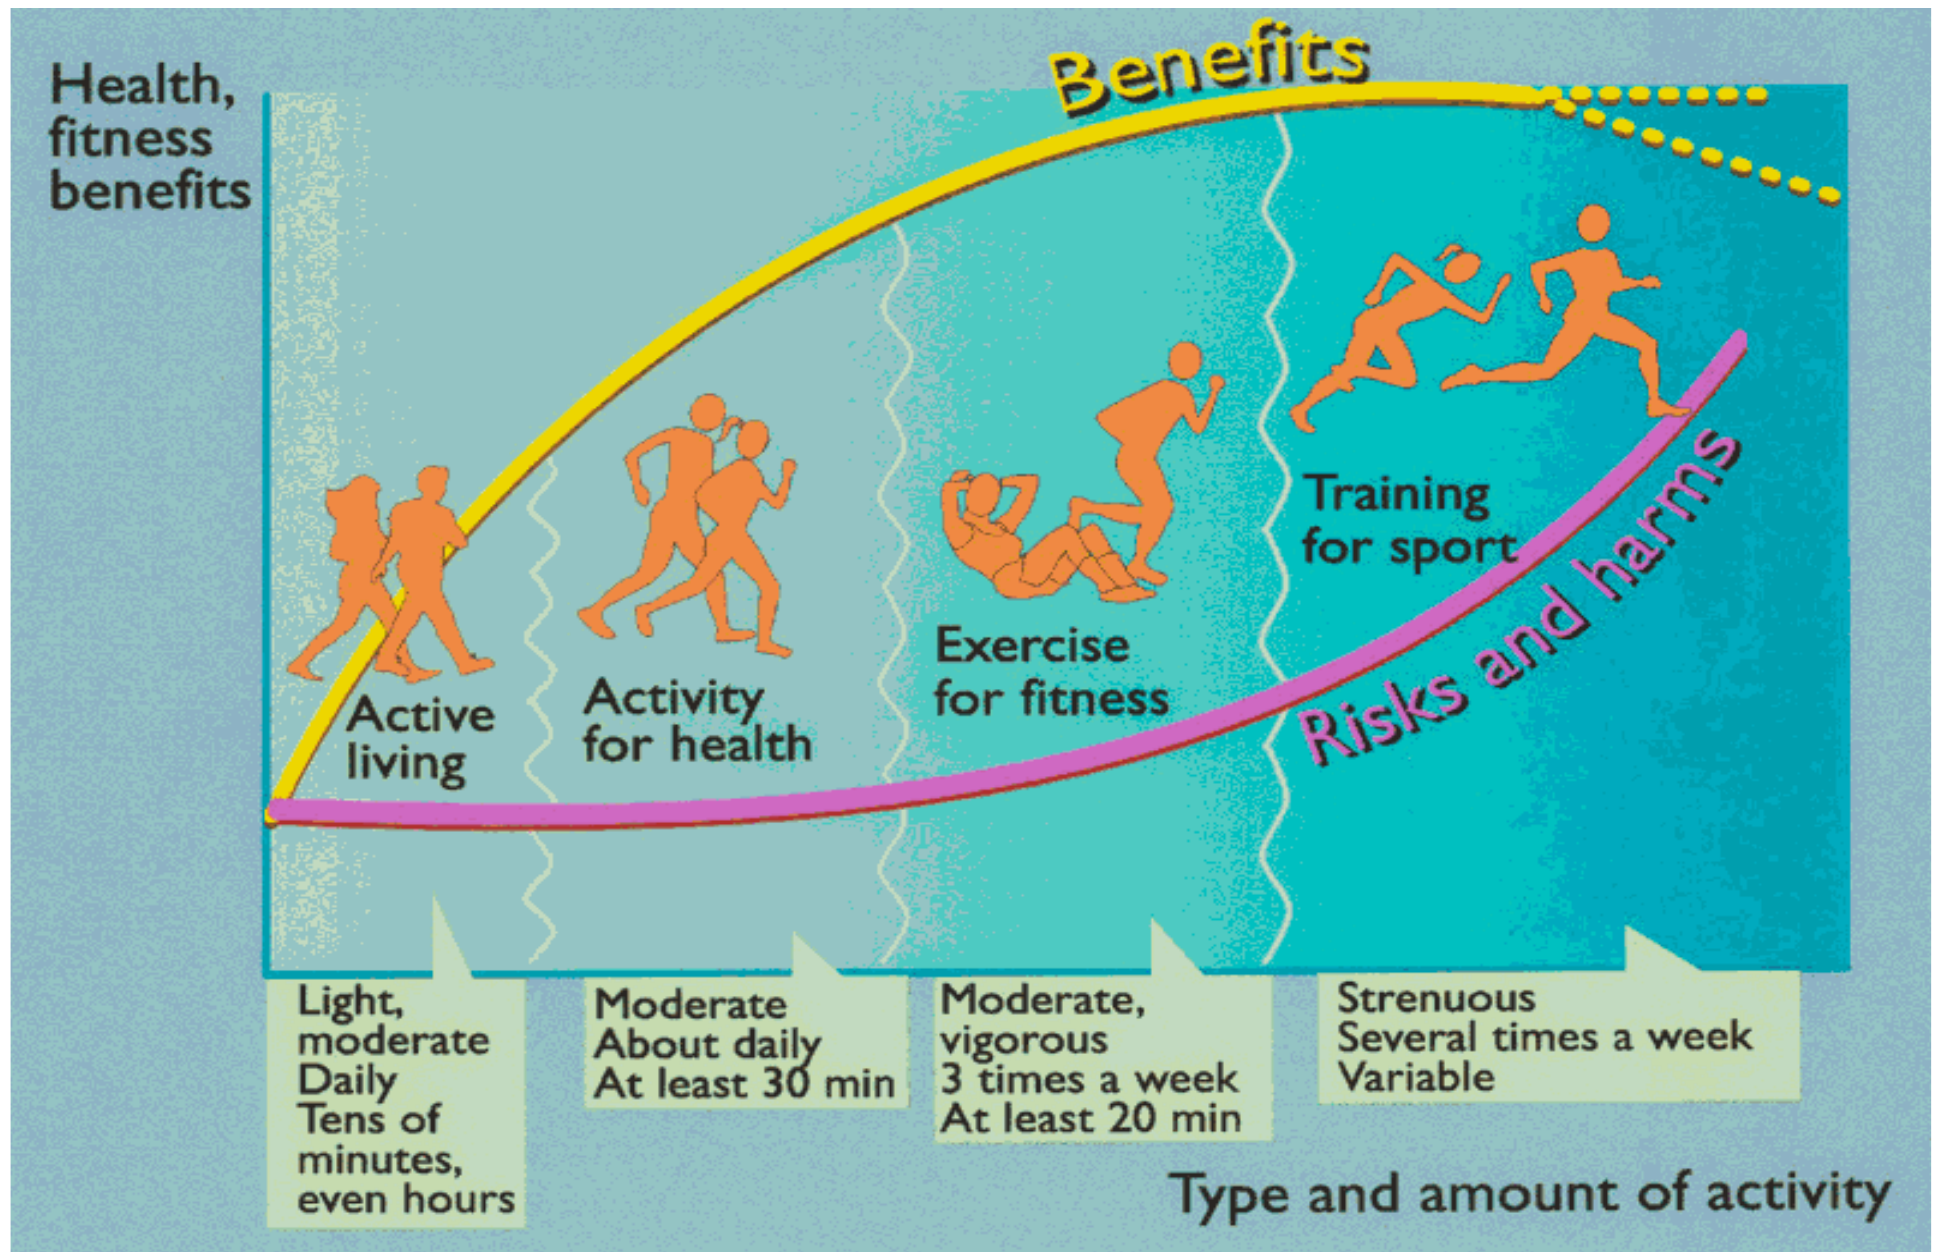 Health,
fitness
benefits
Benefits
Active
living
Activity
for health
Exercise
for fitness
Training
for sport
Risks and harms
Light,
moderate
Daily
Tens of
minutes,
even hours
Moderate
About daily
At least 30 min
Moderate,
vigorous
3 times a week
At least 20 min
Strenuous
Several times a week
Variable
Type and amount of activity